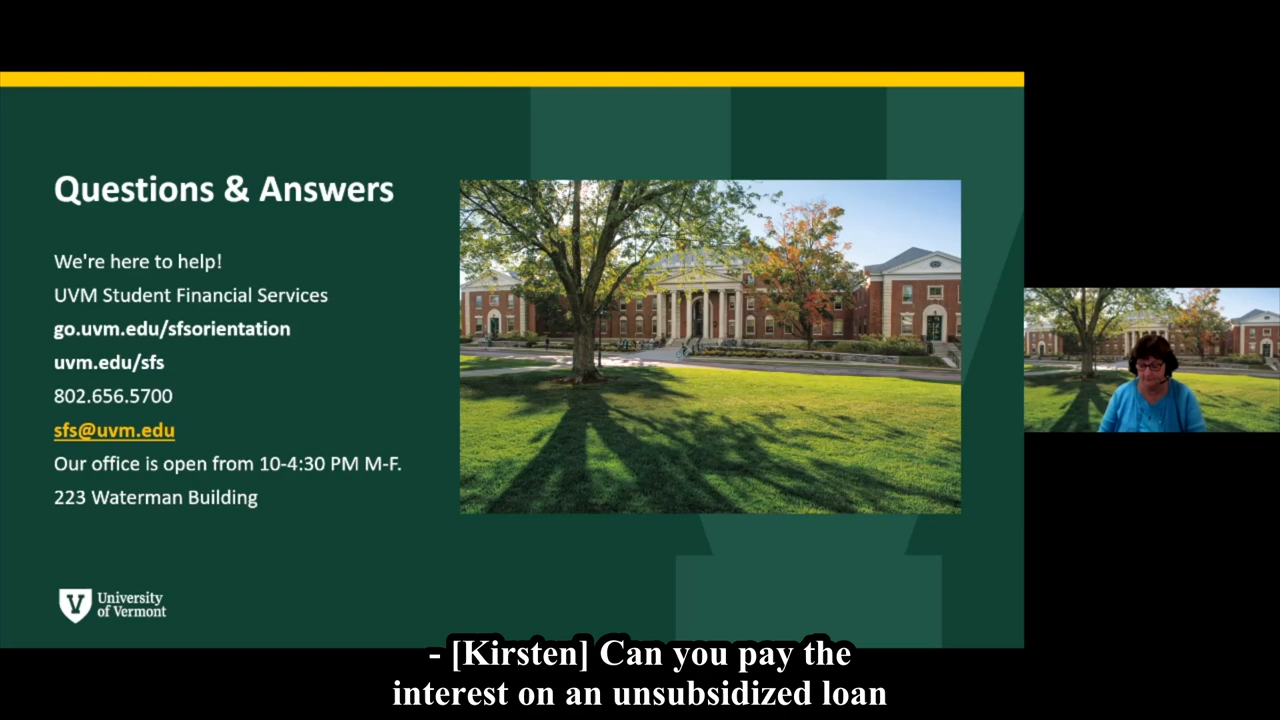 Questions & Answers
We're here to help!
UVM Student Financial Services
go.uvm.edu/sfsorientation
uvm.edu/sfs
802.656.5700
sfs@uvm.edu
Our office is open from 10-4:30 PM M-F.
223 Waterman Building
University
of Vermont
- [Kirsten] Can you pay the
interest on an unsubsidized loan